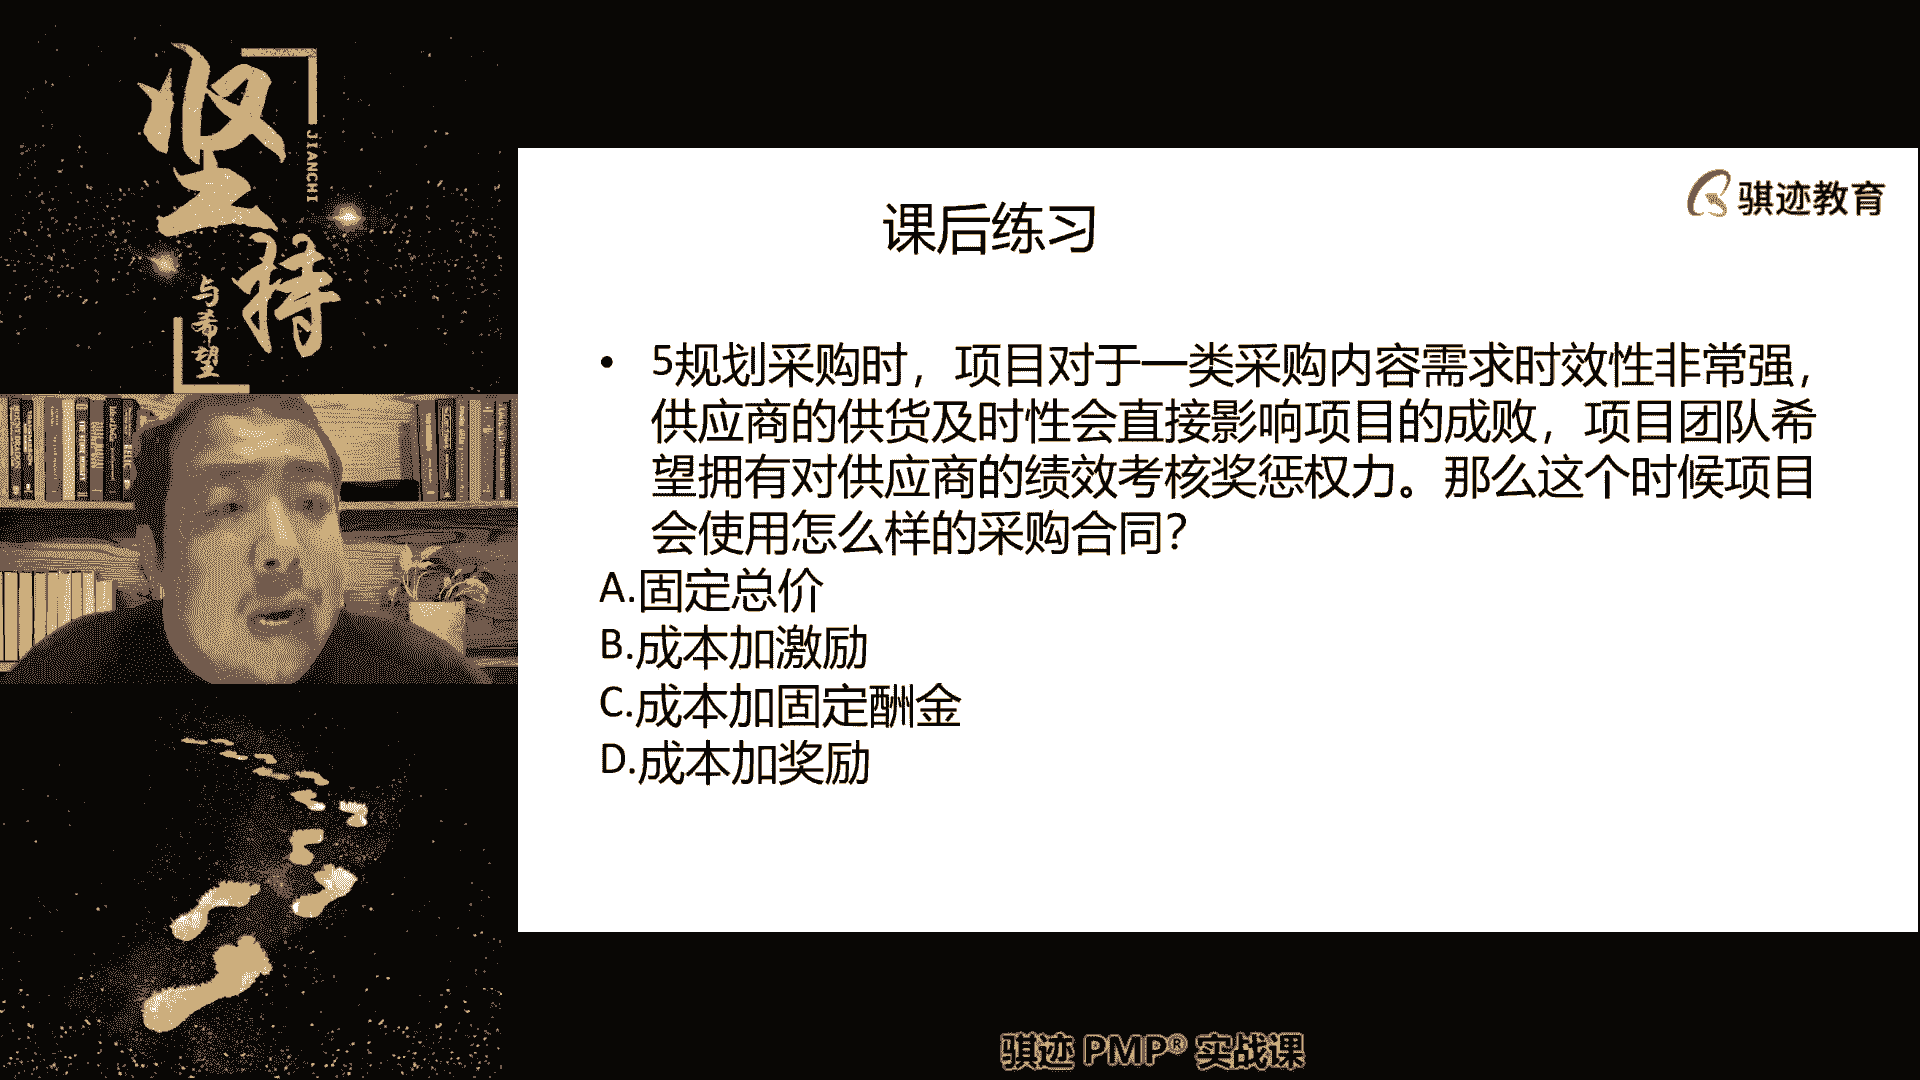 坚持
JIANCHI
与希望
骐迹教育
课后练习
• 5规划采购时，项目对于一类采购内容需求时效性非常强，
供应商的供货及时性会直接影响项目的成败，项目团队希
望拥有对供应商的绩效考核奖惩权力。那么这个时候项目
会使用怎么样的采购合同？
A.固定总价
B.成本加激励
C.成本加固定酬金
D.成本加奖励
骐迹 PMP® 实战课